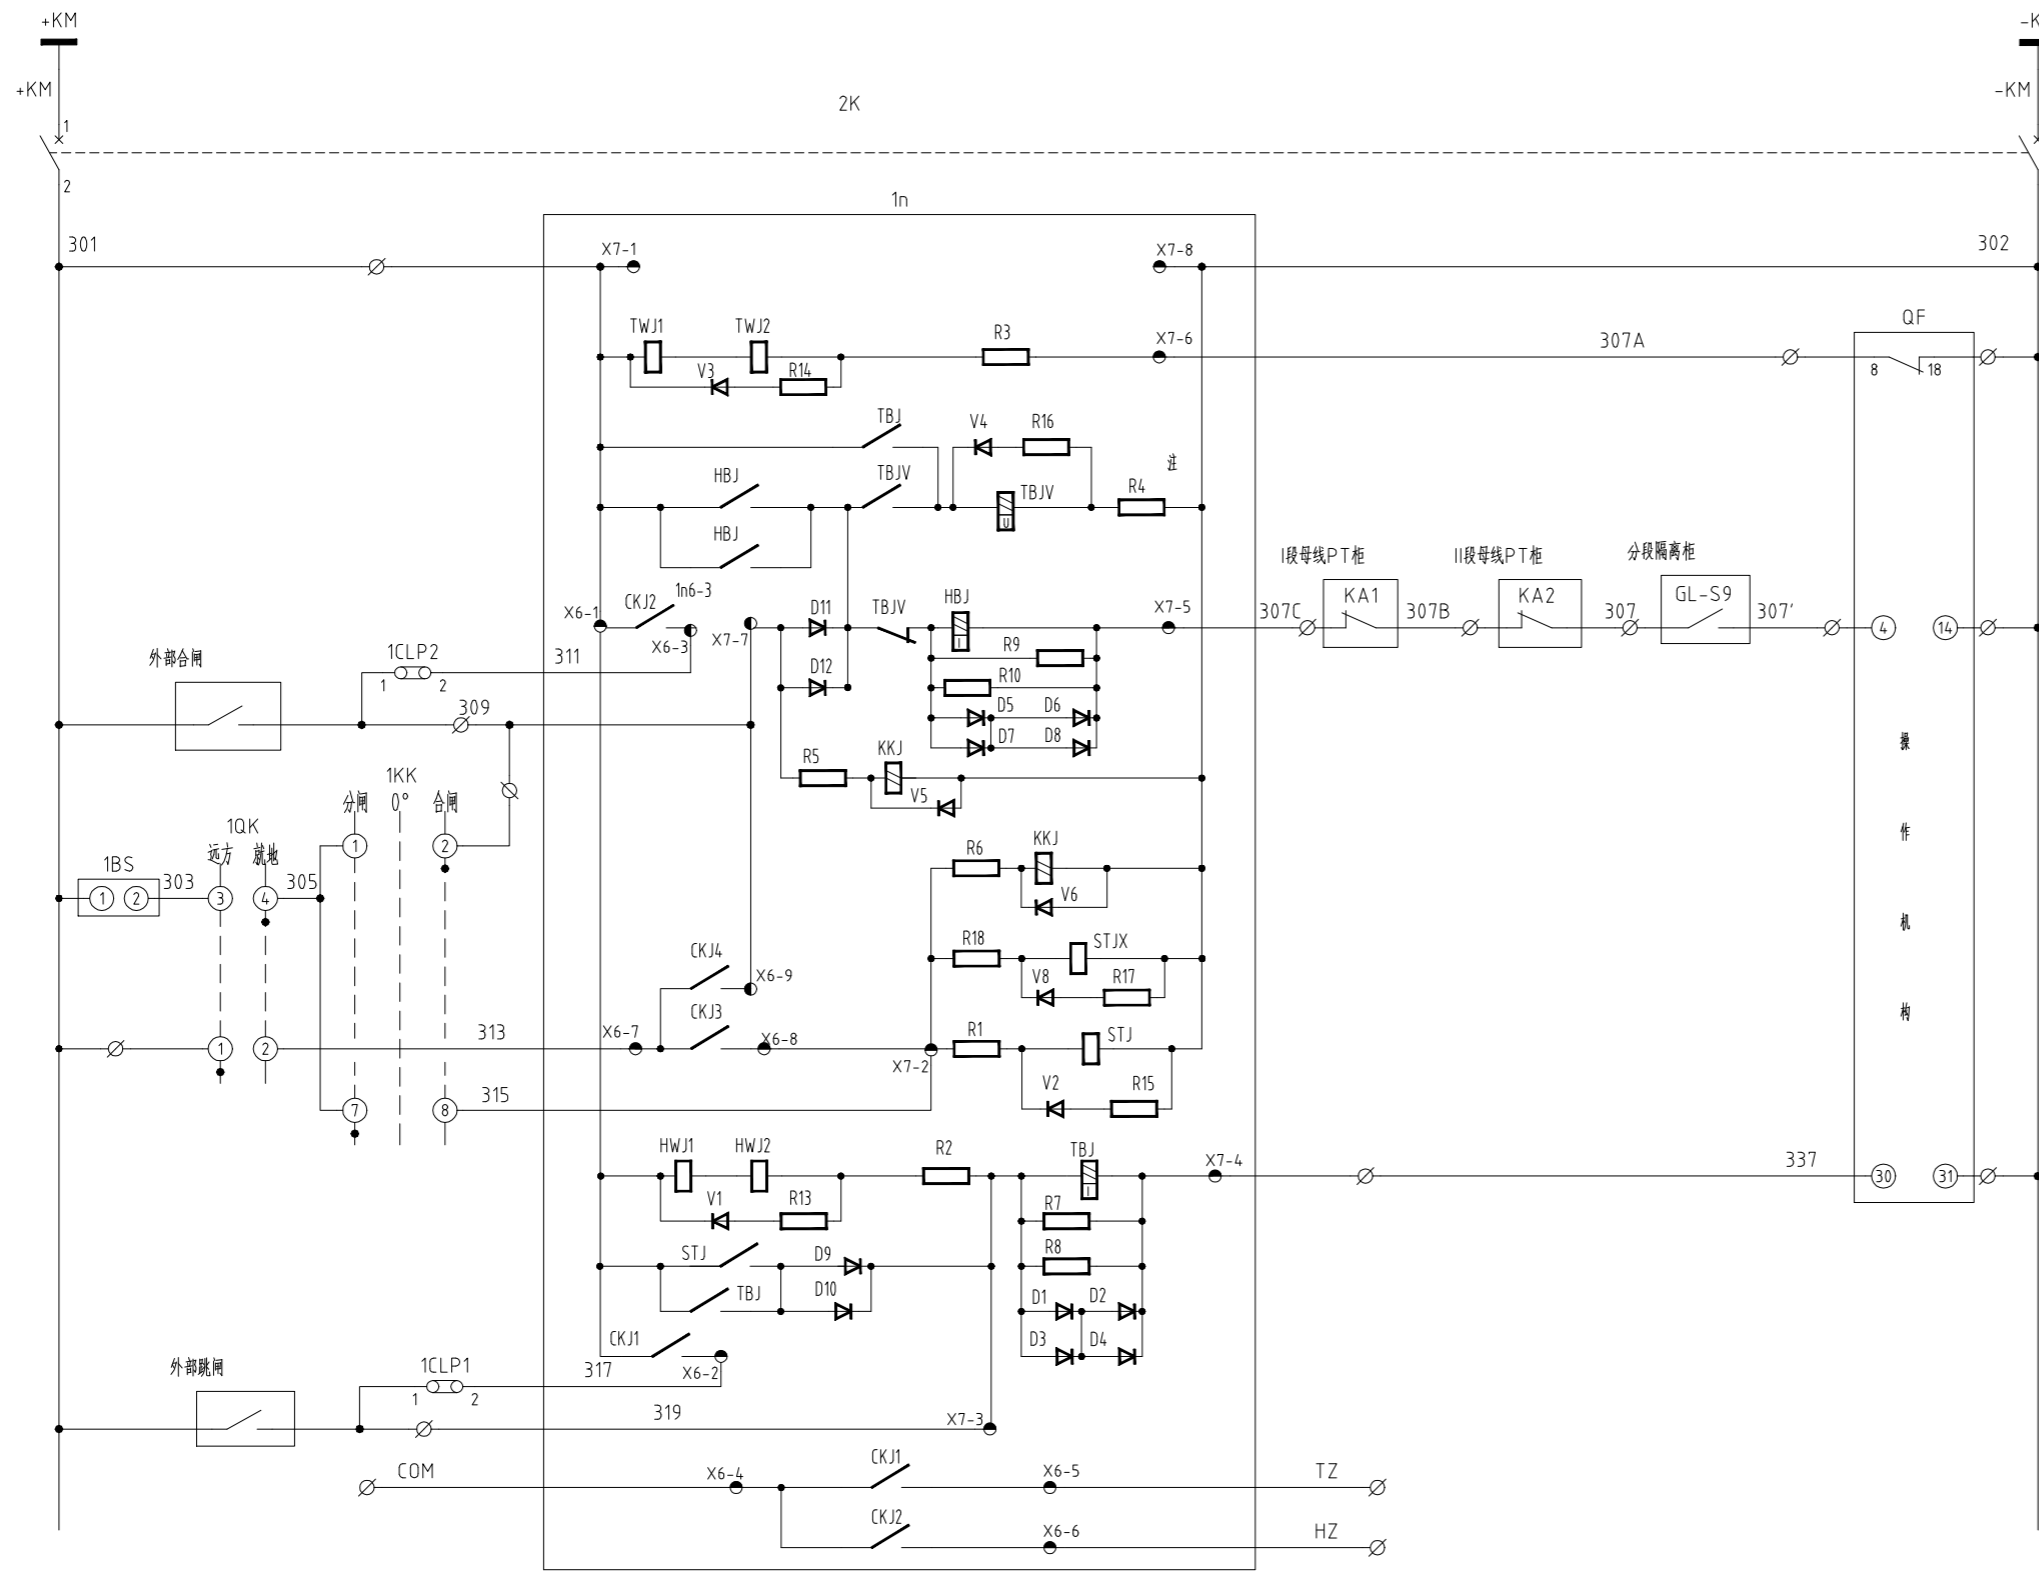 +KM
-K
+KM
2K
-KM
1
2
1n
301
X7-1
X7-8
302
TWJ1
TWJ2
R3
X7-6
307A
QF
V3
R14
8
18
TBJ
V4
R16
注
HBJ
TBJV
TBJV
R4
HBJ
I段母线PT柜
II段母线PT柜
分段隔离柜
X6-1
CKJ2
1n6-3
X6-3
X7-7
D11
TBJV
HBJ
X7-5
307C
KA1
307B
KA2
307
GL-S9
307'
4
14
外部合闸
1CLP2
1
2
311
D12
R9
R10
309
D5
D6
D7
D8
操
作
机
构
R5
KKJ
V5
1KK
分闸
0°
合闸
1QK
远方
就地
1
2
1BS
1
2
303
3
4
305
R6
KKJ
V6
CKJ4
X6-9
R18
STJX
V8
R17
1
2
313
X6-7
CKJ3
X6-8
X7-2
R1
STJ
V2
R15
7
8
315
HWJ1
HWJ2
R2
TBJ
X7-4
337
30
31
V1
R13
R7
STJ
D9
R8
TBJ
D10
D1
D2
CKJ1
D3
D4
外部跳闸
1CLP1
1
2
317
X6-2
319
X7-3
COM
X6-4
CKJ1
X6-5
TZ
CKJ2
X6-6
HZ
U
I
I